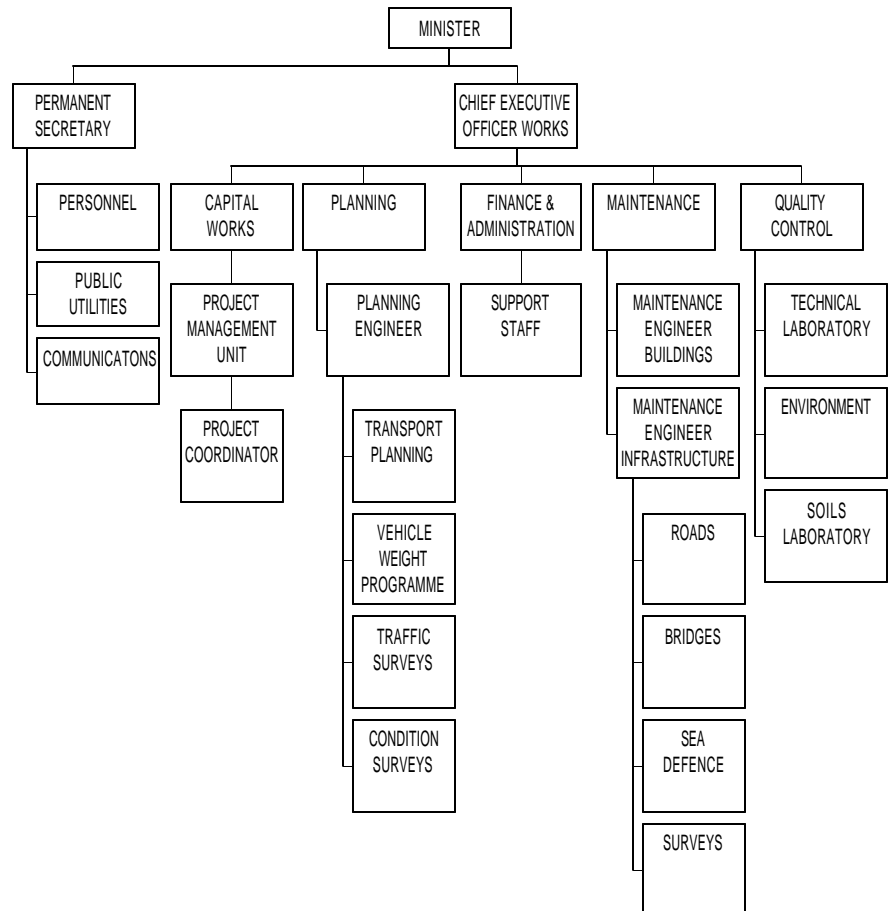 MINISTER
PERMANENT
SECRETARY
CHIEF EXECUTIVE
OFFICER WORKS
PERSONNEL
PUBLIC
UTILITIES
COMMUNICATONS
CAPITAL
WORKS
PROJECT
MANAGEMENT
UNIT
PROJECT
COORDINATOR
PLANNING
PLANNING
ENGINEER
TRANSPORT
PLANNING
VEHICLE
WEIGHT
PROGRAMME
TRAFFIC
SURVEYS
CONDITION
SURVEYS
FINANCE &
ADMINISTRATION
SUPPORT
STAFF
MAINTENANCE
MAINTENANCE
ENGINEER
BUILDINGS
MAINTENANCE
ENGINEER
INFRASTRUCTURE
ROADS
BRIDGES
SEA
DEFENCE
SURVEYS
QUALITY
CONTROL
TECHNICAL
LABORATORY
ENVIRONMENT
SOILS
LABORATORY